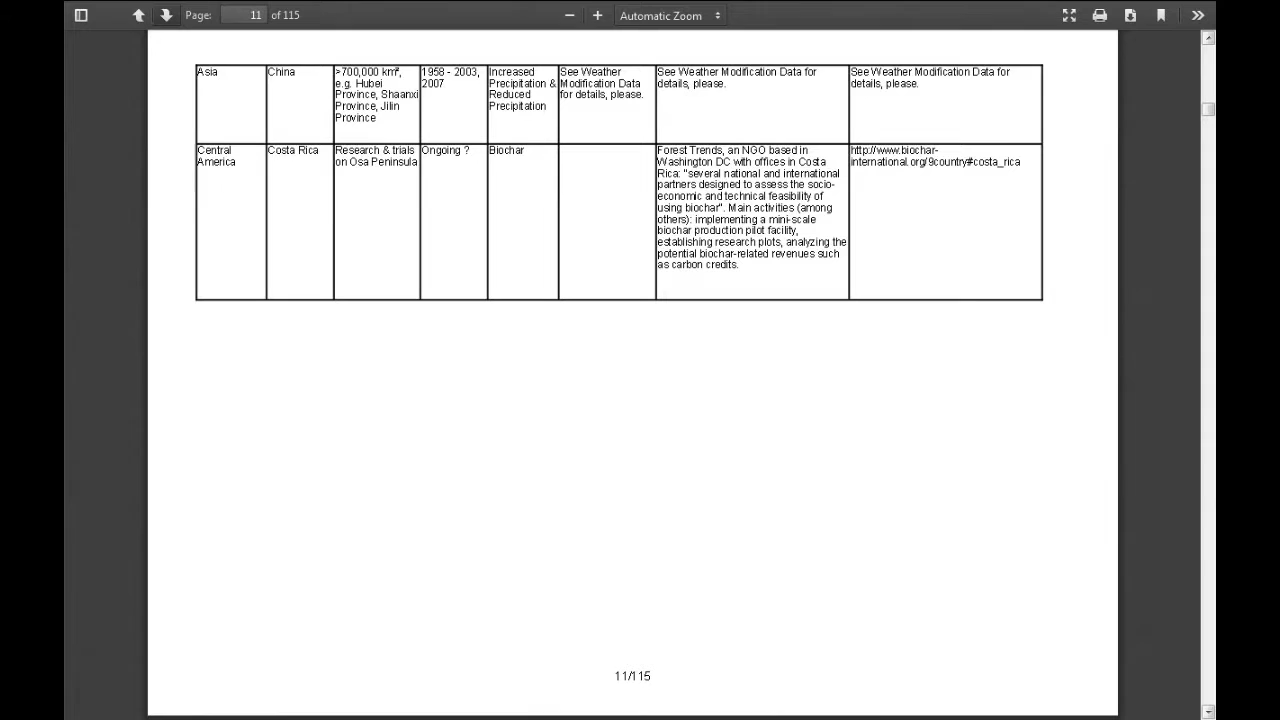 Page: 11 of 115
Automatic Zoom
Asia
China
>700,000 km²,
e.g. Hubei
Province, Shaanxi
Province, Jilin
Province
1958 - 2003,
2007
Increased
Precipitation &
Reduced
Precipitation
See Weather
Modification Data
for details, please.
See Weather Modification Data for
details, please.
See Weather Modification Data for
details, please.
Central
America
Costa Rica
Research & trials
on Osa Peninsula
Ongoing ?
Biochar
Forest Trends, an NGO based in
Washington DC with offices in Costa
Rica: "several national and international
partners designed to assess the socio-
economic and technical feasibility of
using biochar". Main activities (among
others): implementing a mini-scale
biochar production pilot facility,
establishing research plots, analyzing the
potential biochar-related revenues such
as carbon credits.
http://www.biochar-
international.org/9country#costa_rica
11/115